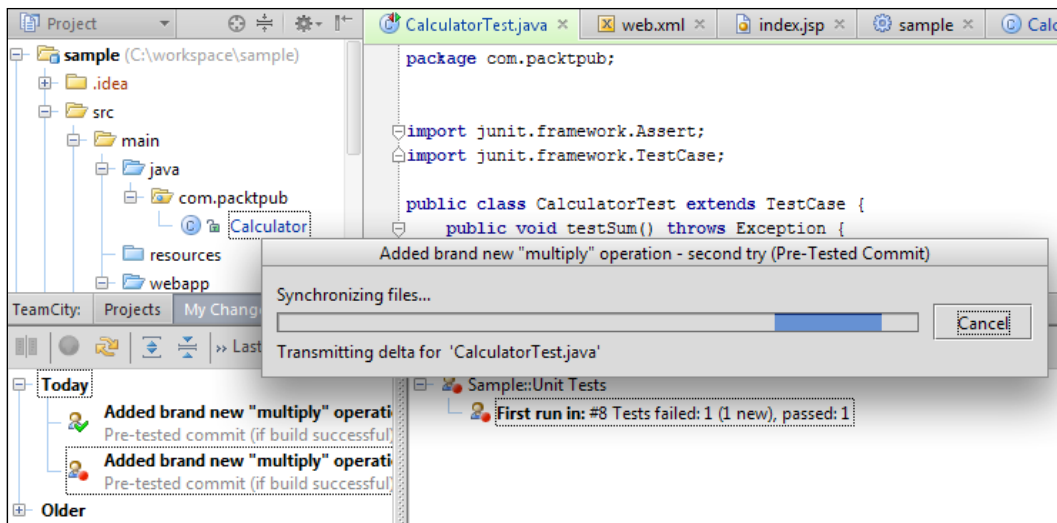 Project
CalculatorTest.java
web.xml
index.jsp
sample
Calc
sample (C:\workspace\sample)
.idea
src
main
java
com.packtpub
Calculator
resources
webapp
package com.packtpub;
import junit.framework.Assert;
import junit.framework.TestCase;
public class CalculatorTest extends TestCase {
public void testSum() throws Exception {
Added brand new "multiply" operation - second try (Pre-Tested Commit)
Synchronizing files...
Cancel
Transmitting delta for 'CalculatorTest.java'
TeamCity: Projects My Chang
» Last
Today
Added brand new "multiply" operati
Pre-tested commit (if build successful)
Added brand new "multiply" operati
Pre-tested commit (if build successful)
Older
Sample::Unit Tests
First run in: #8 Tests failed: 1 (1 new), passed: 1